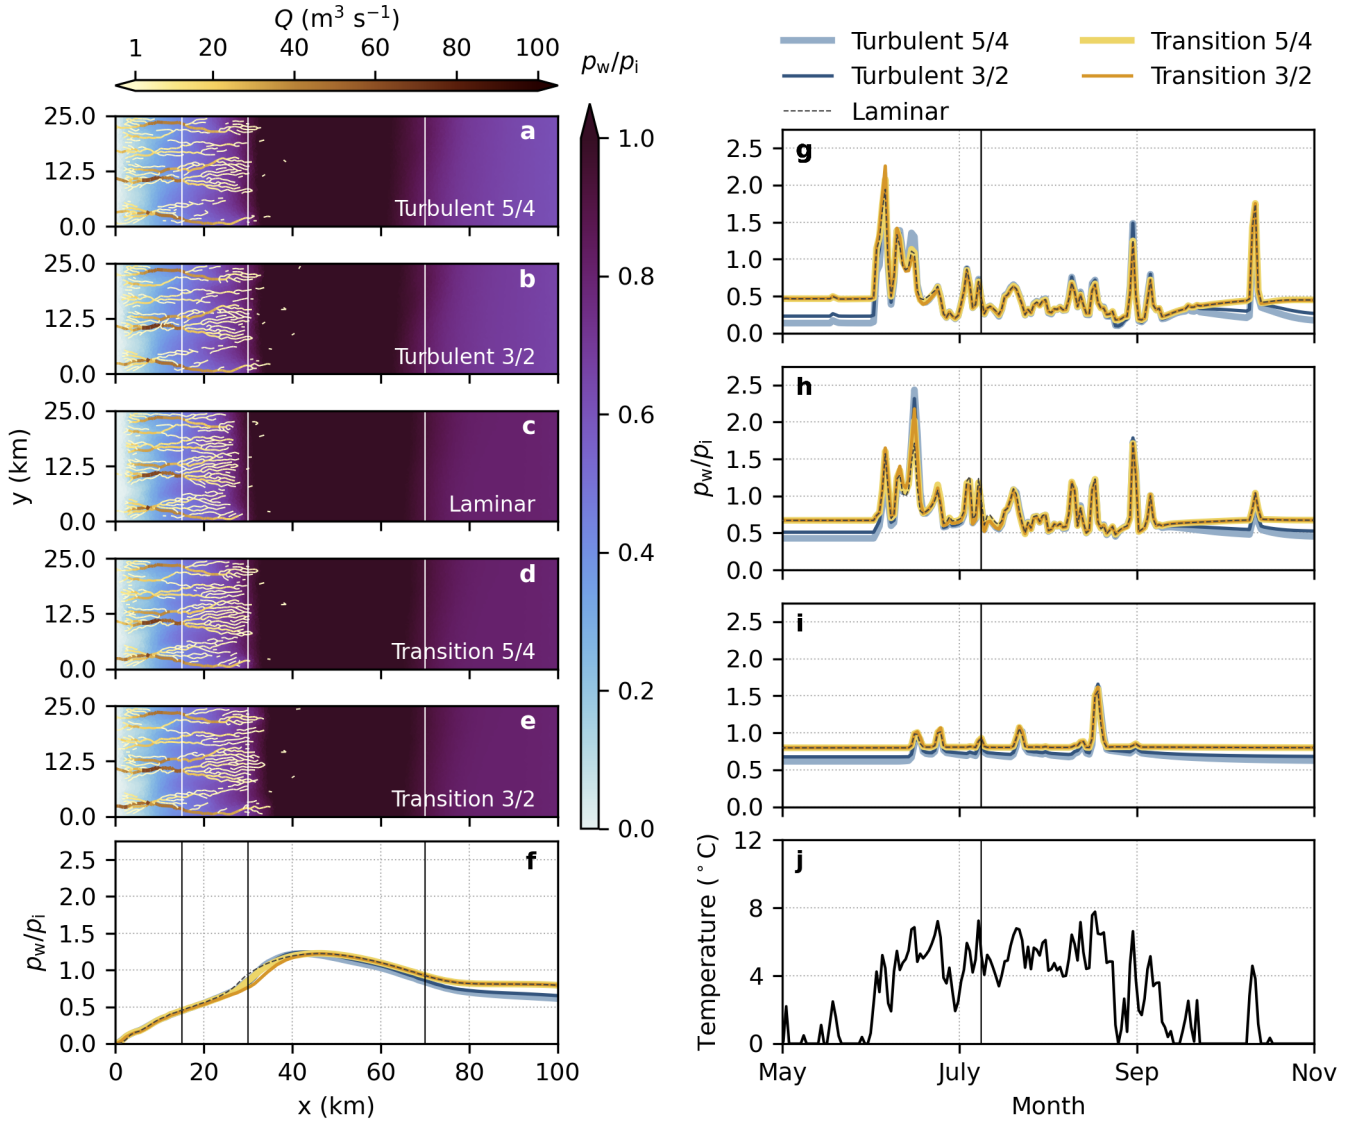 Q (m³ s⁻¹)
1 20 40 60 80 100
p_w/p_i
Turbulent 5/4
Transition 5/4
Turbulent 3/2
Transition 3/2
Laminar
25.0
12.5
0.0
a
Turbulent 5/4
25.0
12.5
0.0
b
Turbulent 3/2
25.0
12.5
0.0
c
Laminar
25.0
12.5
0.0
d
Transition 5/4
25.0
12.5
0.0
e
Transition 3/2
y (km)
1.0
0.8
0.6
0.4
0.2
0.0
2.5
2.0
1.5
1.0
0.5
0.0
f
p_w/p_i
0 20 40 60 80 100
x (km)
2.5
2.0
1.5
1.0
0.5
0.0
g
2.5
2.0
1.5
1.0
0.5
0.0
h
p_w/p_i
2.5
2.0
1.5
1.0
0.5
0.0
i
12
8
4
0
j
Temperature (°C)
May July Sep Nov
Month